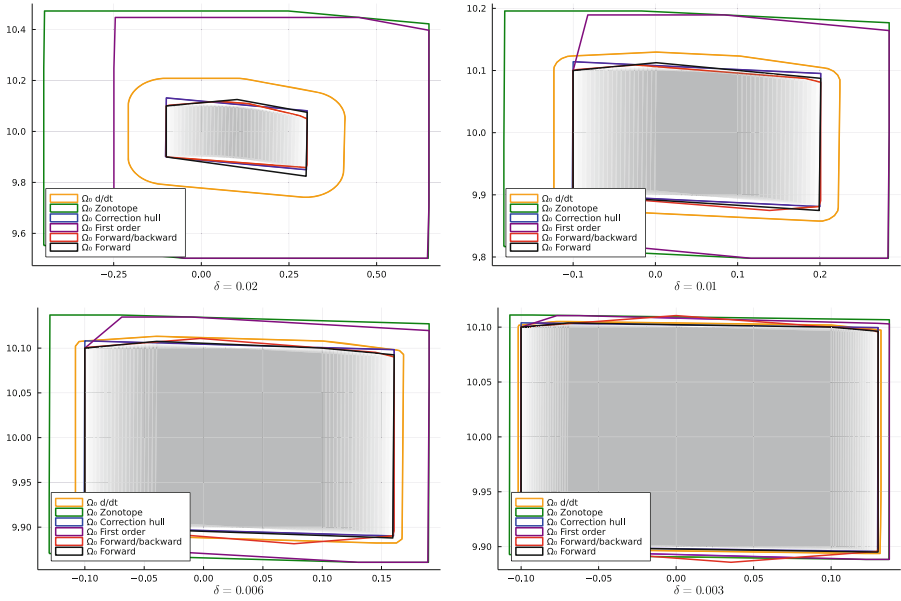 10.4
10.2
10.0
9.8
9.6
Ω₀ d/dt
Ω₀ Zonotope
Ω₀ Correction hull
Ω₀ First order
Ω₀ Forward/backward
Ω₀ Forward
−0.25 0.00 0.25 0.50
δ = 0.02
10.2
10.1
10.0
9.9
9.8
Ω₀ d/dt
Ω₀ Zonotope
Ω₀ Correction hull
Ω₀ First order
Ω₀ Forward/backward
Ω₀ Forward
−0.1 0.0 0.1 0.2
δ = 0.01
10.10
10.05
10.00
9.95
9.90
Ω₀ d/dt
Ω₀ Zonotope
Ω₀ Correction hull
Ω₀ First order
Ω₀ Forward/backward
Ω₀ Forward
−0.10 −0.05 0.00 0.05 0.10 0.15
δ = 0.006
10.10
10.05
10.00
9.95
9.90
Ω₀ d/dt
Ω₀ Zonotope
Ω₀ Correction hull
Ω₀ First order
Ω₀ Forward/backward
Ω₀ Forward
−0.10 −0.05 0.00 0.05 0.10
δ = 0.003